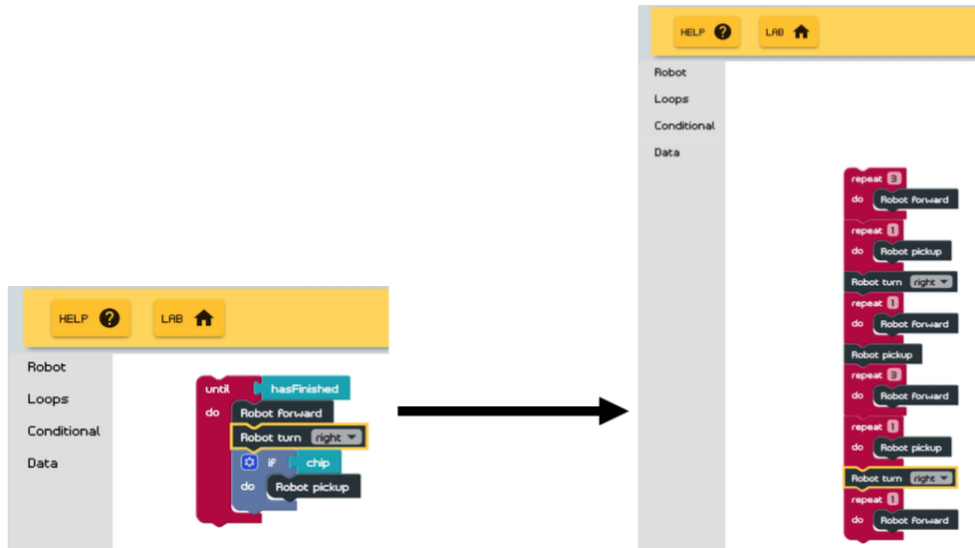 HELP ? LAB
Robot
Loops
Conditional
Data
until hasFinished
do Robot forward
Robot turn right
if chip
do Robot pickup
HELP ? LAB
Robot
Loops
Conditional
Data
repeat 3
do Robot forward
repeat 1
do Robot pickup
Robot turn right
repeat 1
do Robot forward
Robot pickup
repeat 3
do Robot forward
repeat 1
do Robot pickup
Robot turn right
repeat 1
do Robot forward